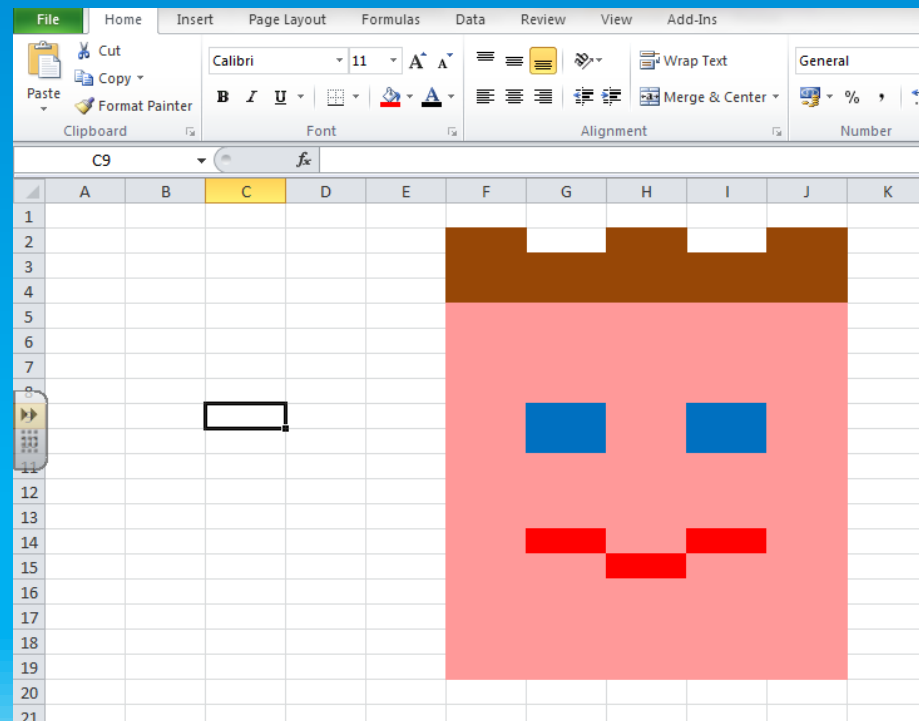 File Home Insert Page Layout Formulas Data Review View Add-Ins
Cut
Calibri 11 A A Wrap Text General
Copy
Paste B I U A Merge & Center % ,
Format Painter
Clipboard Font Alignment Number
C9 fx
A B C D E F G H I J K
1
2
3
4
5
6
7
8
11
12
13
14
15
16
17
18
19
20
21